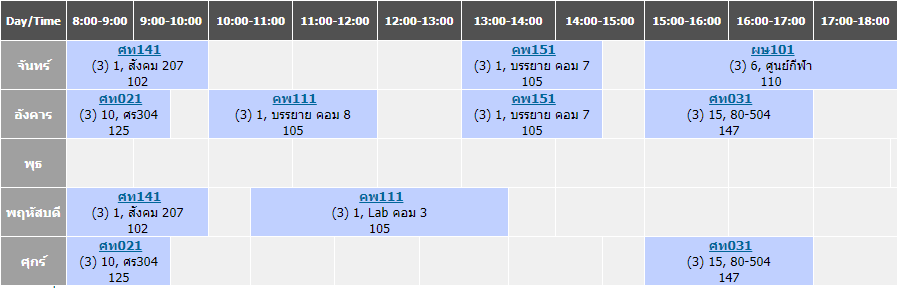 Day/Time 8:00-9:00 9:00-10:00 10:00-11:00 11:00-12:00 12:00-13:00 13:00-14:00 14:00-15:00 15:00-16:00 16:00-17:00 17:00-18:00
จันทร์
ศท141
(3) 1, สังคม 207
102
คพ151
(3) 1, บรรยาย คอม 7
105
ผษ101
(3) 6, ศูนย์กีฬา
110
อังคาร
ศท021
(3) 10, ศร304
125
คพ111
(3) 1, บรรยาย คอม 8
105
คพ151
(3) 1, บรรยาย คอม 7
105
ศท031
(3) 15, 80-504
147
พุธ
พฤหัสบดี
ศท141
(3) 1, สังคม 207
102
คพ111
(3) 1, Lab คอม 3
105
ศุกร์
ศท021
(3) 10, ศร304
125
ศท031
(3) 15, 80-504
147